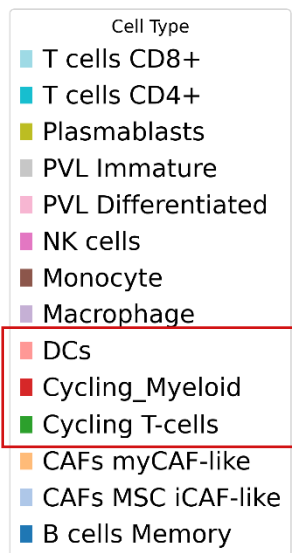 Cell Type
T cells CD8+
T cells CD4+
Plasmablasts
PVL Immature
PVL Differentiated
NK cells
Monocyte
Macrophage
DCs
Cycling_Myeloid
Cycling T-cells
CAFs myCAF-like
CAFs MSC iCAF-like
B cells Memory